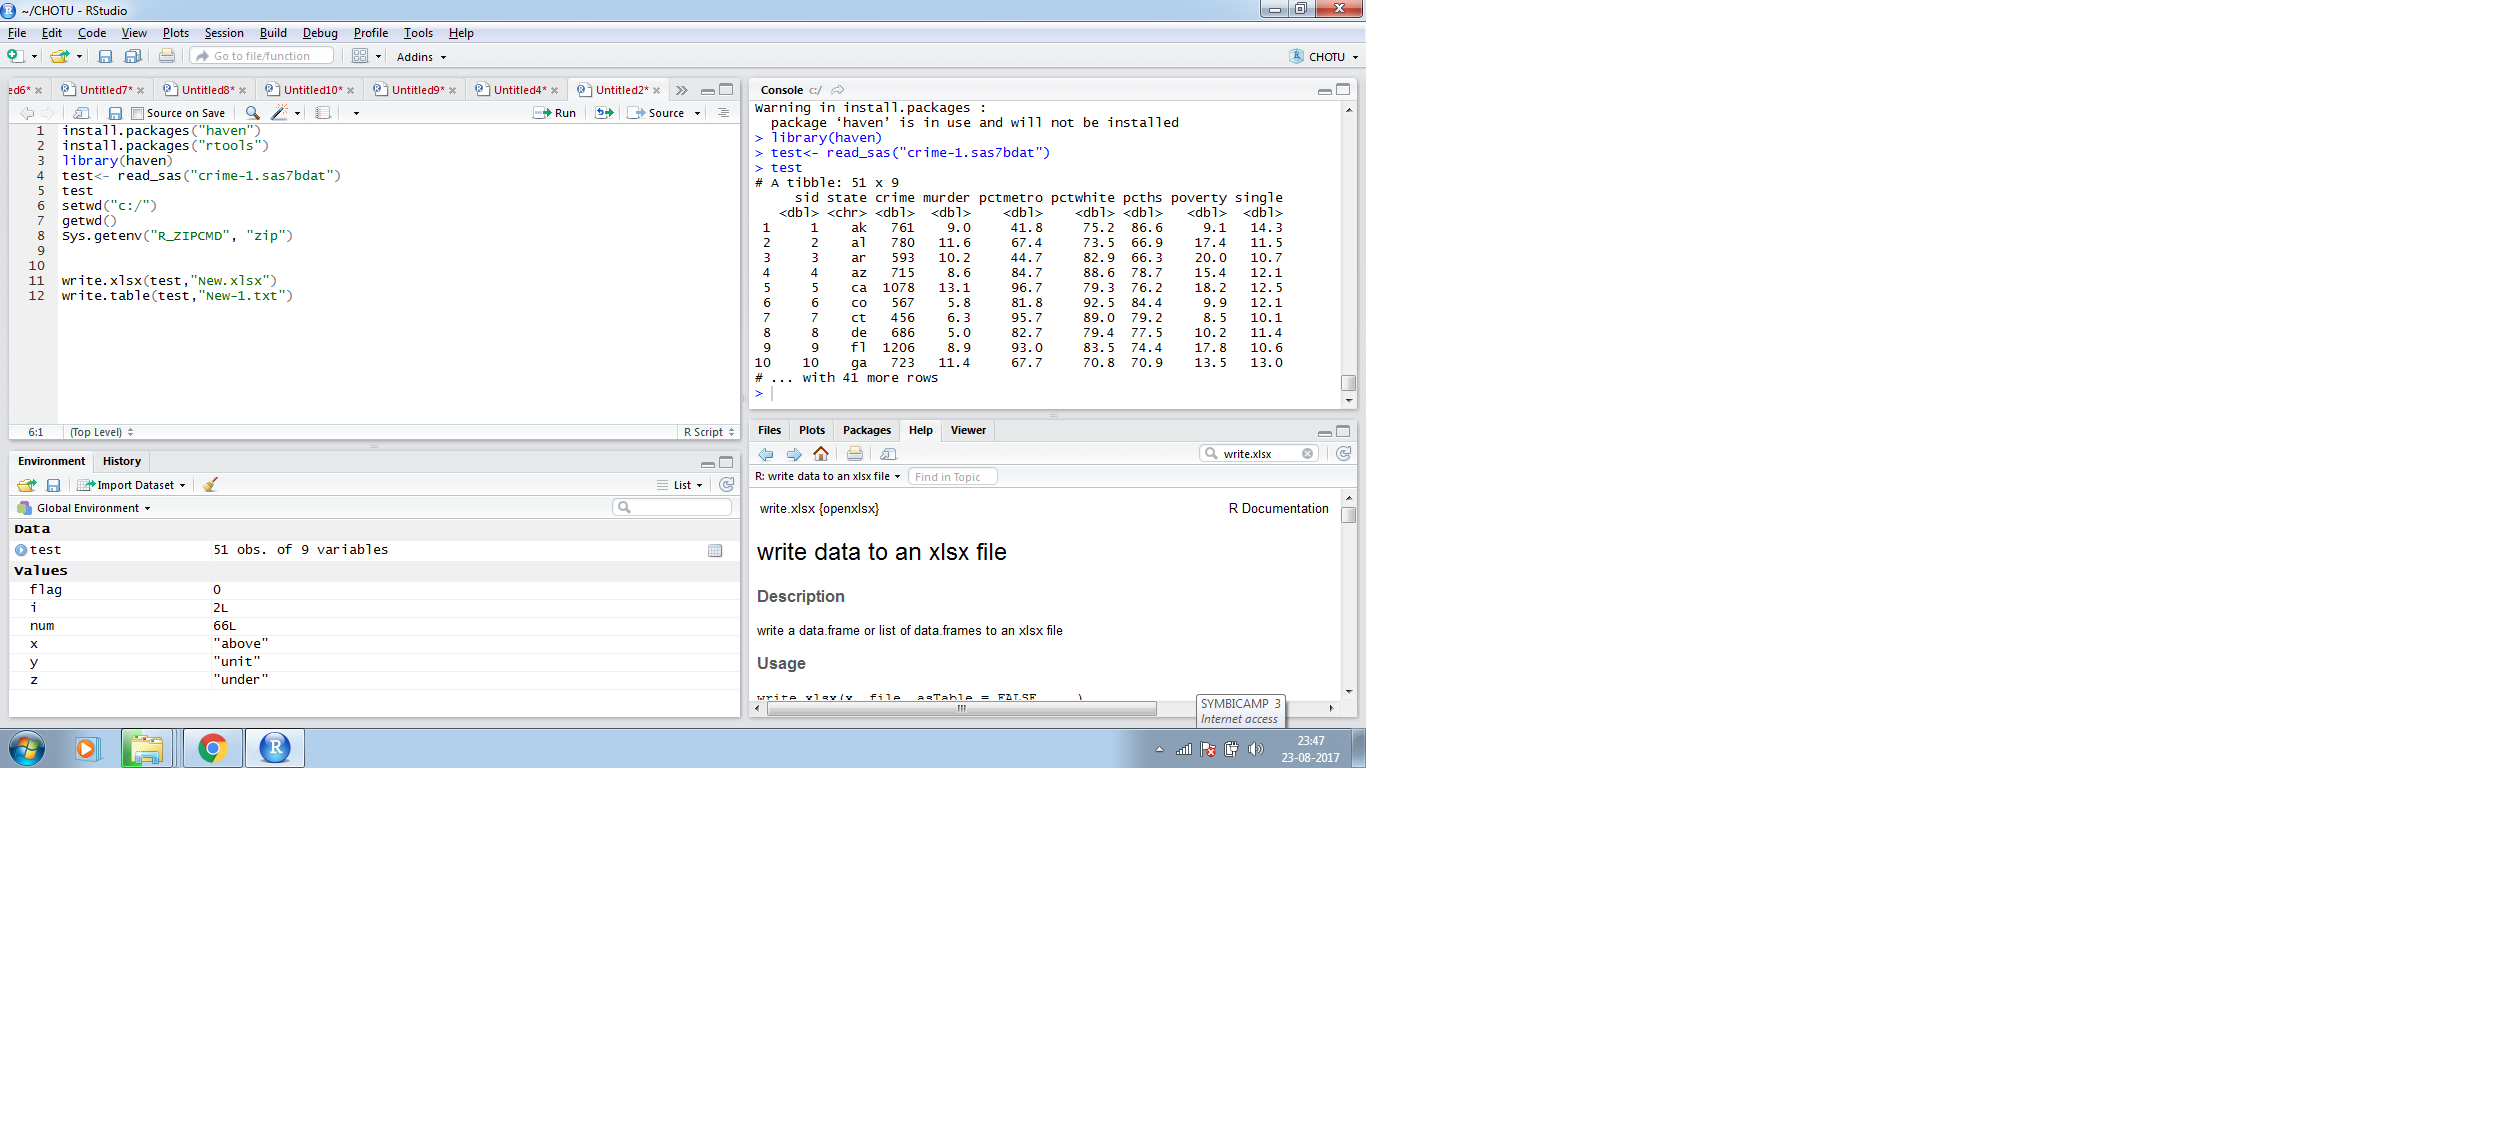 ~/CHOTU - RStudio
File Edit Code View Plots Session Build Debug Profile Tools Help
Go to file/function Addins CHOTU
ed6* Untitled7* Untitled8* Untitled10* Untitled9* Untitled4* Untitled2*
Source on Save Run Source
1 install.packages("haven")
2 install.packages("rtools")
3 library(haven)
4 test<- read_sas("crime-1.sas7bdat")
5 test
6 setwd("c:/")
7 getwd()
8 Sys.getenv("R_ZIPCMD", "zip")
9
10
11 write.xlsx(test,"New.xlsx")
12 write.table(test,"New-1.txt")
6:1 (Top Level) R Script
Environment History
Import Dataset List
Global Environment
Data
test 51 obs. of 9 variables
Values
flag 0
i 2L
num 66L
x "above"
y "unit"
z "under"
Console c:/
Warning in install.packages :
package ‘haven’ is in use and will not be installed
> library(haven)
> test<- read_sas("crime-1.sas7bdat")
> test
# A tibble: 51 x 9
sid state crime murder pctmetro pctwhite pcths poverty single
<dbl> <chr> <dbl> <dbl> <dbl> <dbl> <dbl> <dbl> <dbl>
1 1 ak 761 9.0 41.8 75.2 86.6 9.1 14.3
2 2 al 780 11.6 67.4 73.5 66.9 17.4 11.5
3 3 ar 593 10.2 44.7 82.9 66.3 20.0 10.7
4 4 az 715 8.6 84.7 88.6 78.7 15.4 12.1
5 5 ca 1078 13.1 96.7 79.3 76.2 18.2 12.5
6 6 co 567 5.8 81.8 92.5 84.4 9.9 12.1
7 7 ct 456 6.3 95.7 89.0 79.2 8.5 10.1
8 8 de 686 5.0 82.7 79.4 77.5 10.2 11.4
9 9 fl 1206 8.9 93.0 83.5 74.4 17.8 10.6
10 10 ga 723 11.4 67.7 70.8 70.9 13.5 13.0
# ... with 41 more rows
>
Files Plots Packages Help Viewer
write.xlsx
R: write data to an xlsx file Find in Topic
write.xlsx {openxlsx} R Documentation
write data to an xlsx file
Description
write a data.frame or list of data.frames to an xlsx file
Usage
write.xlsx(x, file, asTable = FALSE, ...)
SYMBICAMP 3
Internet access
23:47
23-08-2017